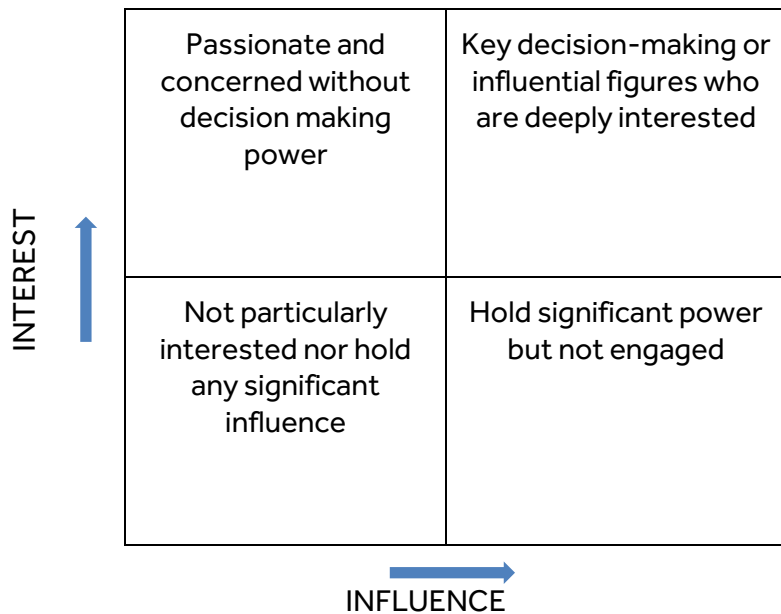 Passionate and
concerned without
decision making
power
Key decision-making or
influential figures who
are deeply interested
INTEREST
Not particularly
interested nor hold
any significant
influence
Hold significant power
but not engaged
INFLUENCE